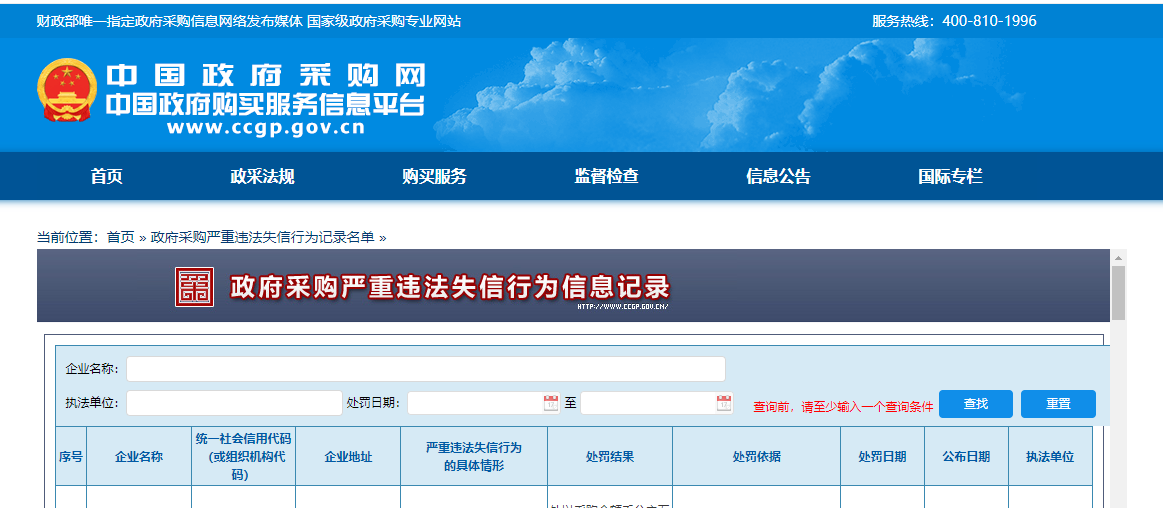 财政部唯一指定政府采购信息网络发布媒体 国家级政府采购专业网站
服务热线：400-810-1996
中国政府采购网
中国政府购买服务信息平台
www.ccgp.gov.cn
首页 政采法规 购买服务 监督检查 信息公告 国际专栏
当前位置：首页 » 政府采购严重违法失信行为记录名单 »
政府采购严重违法失信行为信息记录
HTTP://WWW.CCGP.GOV.CN/
企业名称：
执法单位： 处罚日期： 至 查询前，请至少输入一个查询条件 查找 重置
序号
企业名称
统一社会信用代码
(或组织机构代
码)
企业地址
严重违法失信行为
的具体情形
处罚结果
处罚依据
处罚日期
公布日期
执法单位